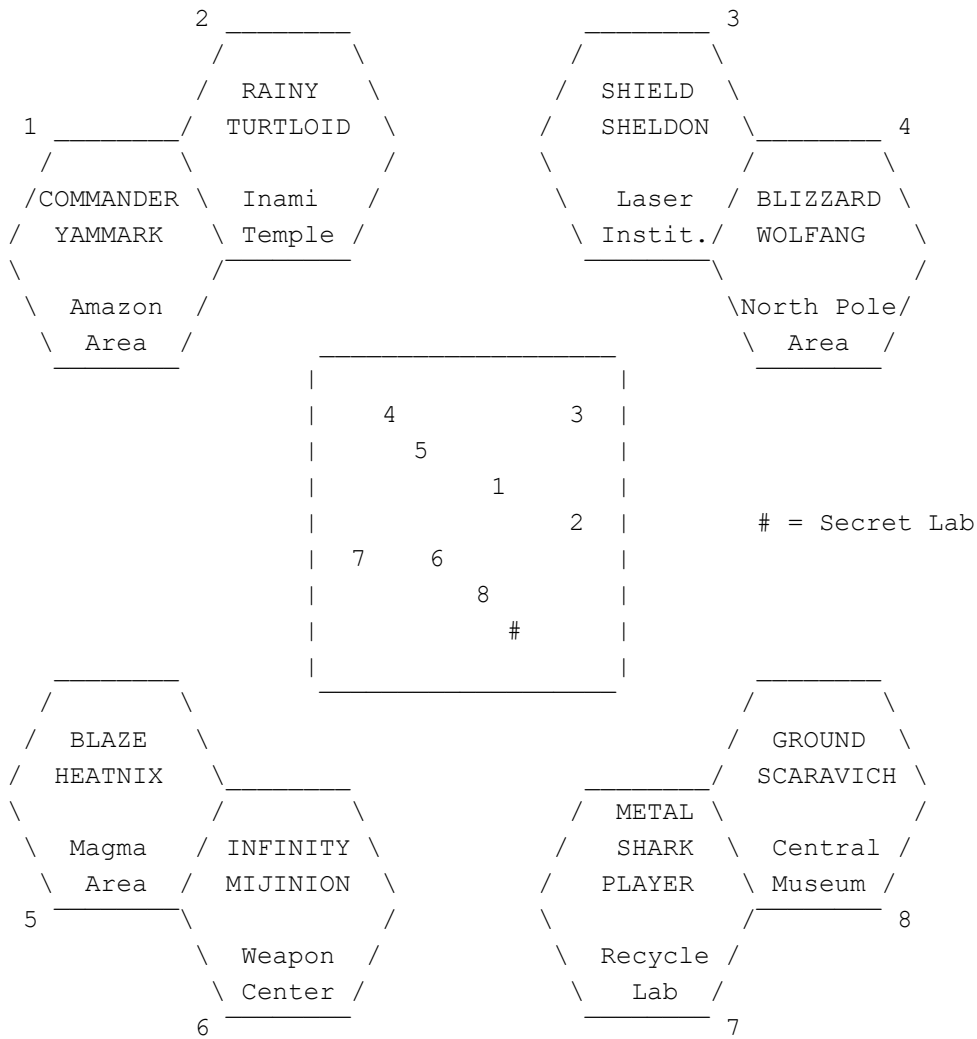 2 3
RAINY SHIELD
1 TURTLOID SHELDON 4
COMMANDER Inami Laser BLIZZARD
YAMMARK Temple Instit. WOLFANG
Amazon North Pole
Area Area
4 3
5
1
2 # = Secret Lab
7 6
8
#
BLAZE GROUND
HEATNIX SCARAVICH
METAL
Magma INFINITY SHARK Central
Area MIJINION PLAYER Museum
5 8
Weapon Recycle
Center Lab
6 7